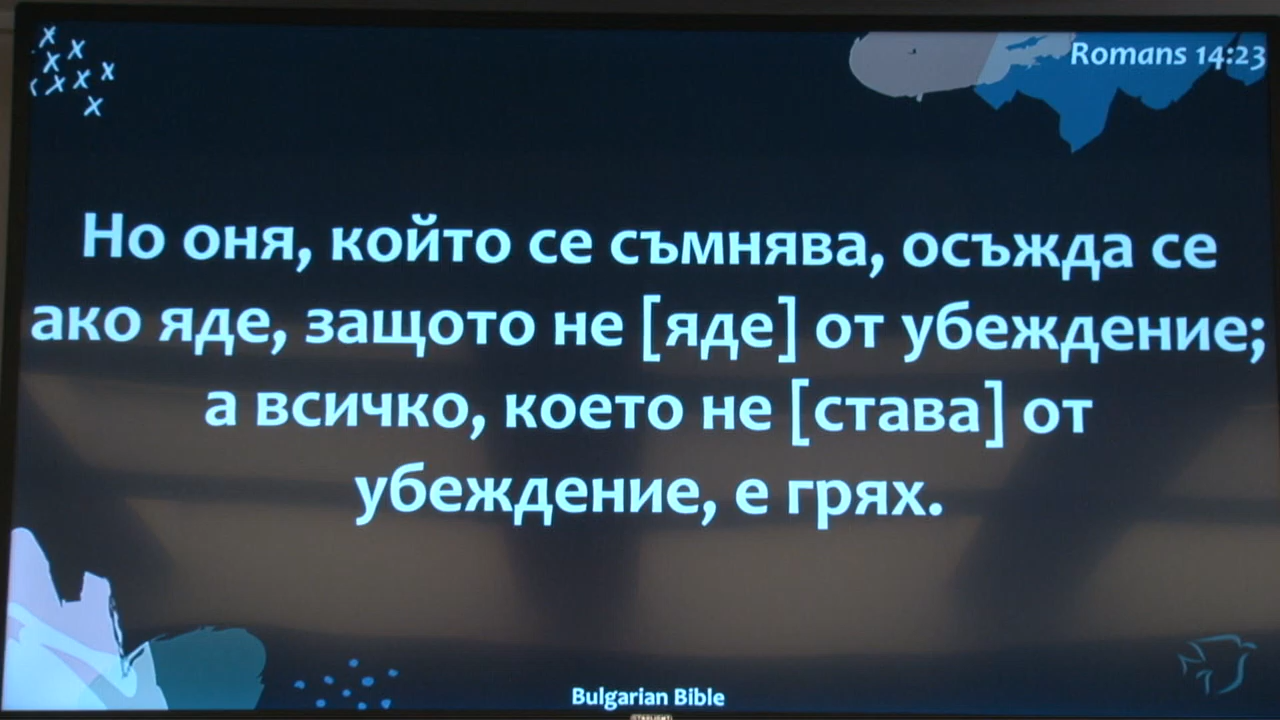 Romans 14:23
Но оня, който се съмнява, осъжда се
ако яде, защото не [яде] от убеждение;
а всичко, което не [става] от
убеждение, е грях.
Bulgarian Bible